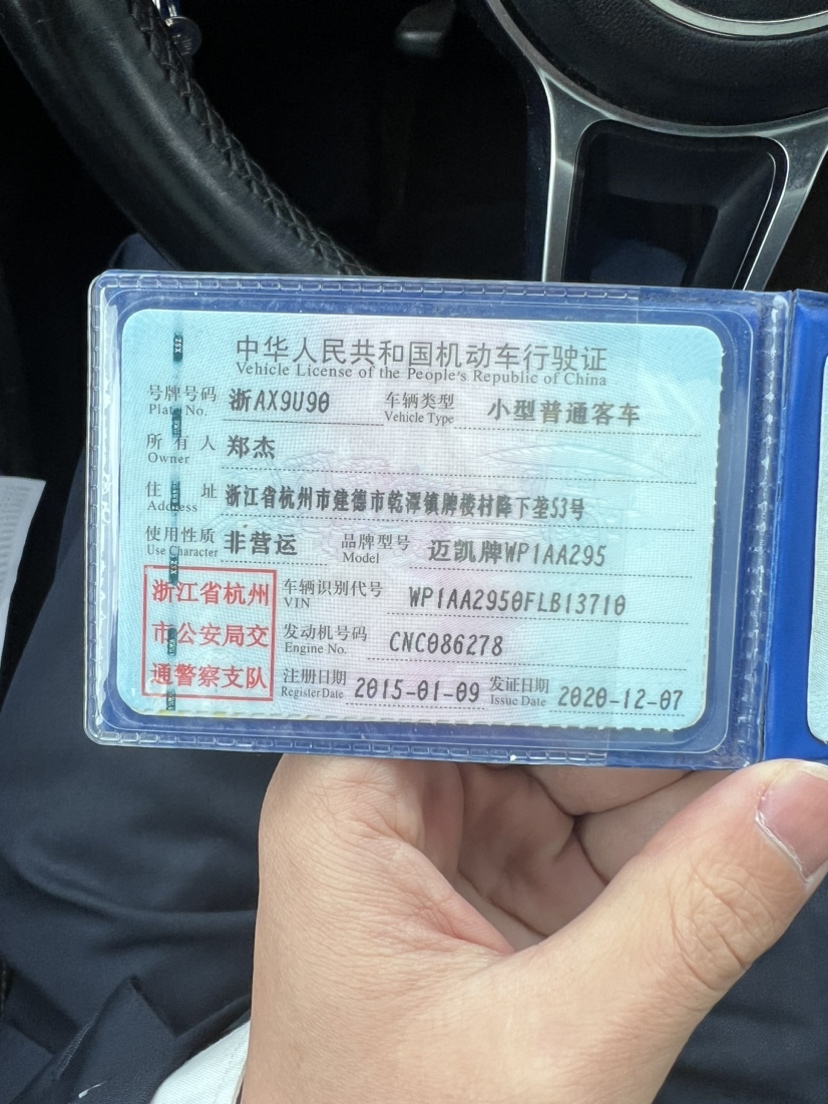 中华人民共和国机动车行驶证
Vehicle License of the People's Republic of China
号牌号码 浙AX9U90 车辆类型 小型普通客车
Plate No. Vehicle Type
所有人 郑杰
Owner
住址 浙江省杭州市建德市乾潭镇牌楼村降下垄53号
Address
使用性质 非营运 品牌型号 迈凯牌WP1AA295
Use Character Model
浙江省杭州
市公安局交
通警察支队
车辆识别代号 WP1AA2950FLB13710
VIN
发动机号码 CNC086278
Engine No.
注册日期 2015-01-09 发证日期 2020-12-07
Register Date Issue Date